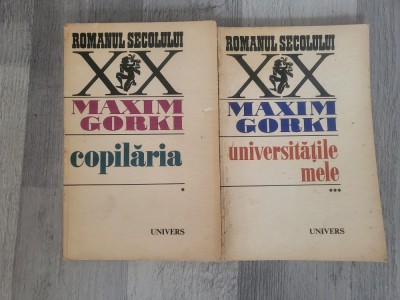 ROMANUL SECOLULUI
XX
MAXIM
GORKI
copilăria
*
UNIVERS
ROMANUL SECOLULUI
XX
MAXIM
GORKI
universitățile
mele
***
UNIVERS